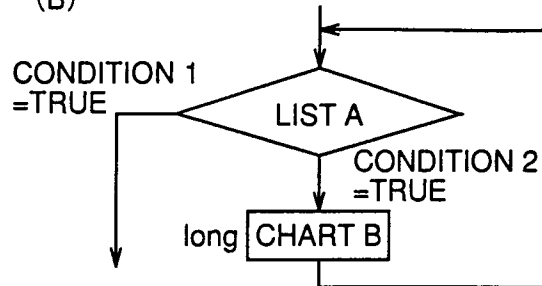 (B)
CONDITION 1
=TRUE
LIST A
CONDITION 2
=TRUE
long CHART B